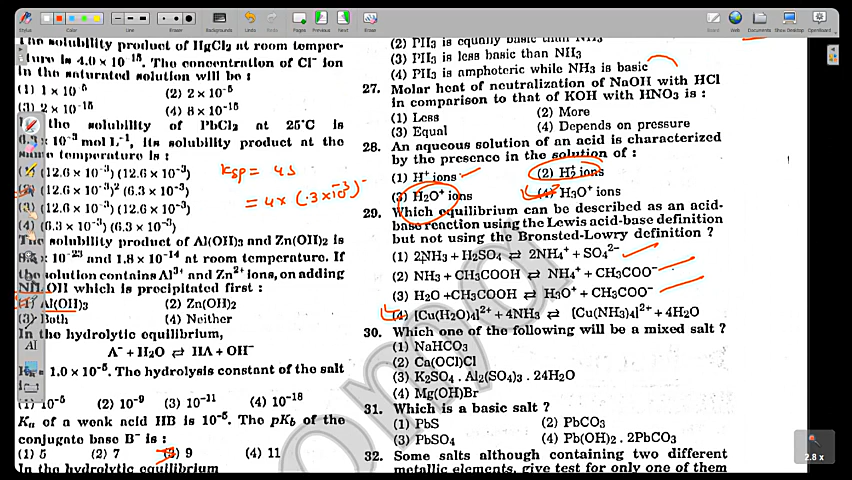 Stylus
Backgrounds
Undo
Pages
Previous
Next
Erase
Board
Web
Documents
Show Desktop
Docks
The solubility product of HgCl2 at room temper-
ture is 4.0 × 10⁻¹⁵. The concentration of Cl⁻ ion
in the saturated solution will be :
(1) 1 × 10⁻⁵ (2) 2 × 10⁻⁵
(3) 2 × 10⁻¹⁵ (4) 8 × 10⁻¹⁵
the solubility of PbCl2 at 25°C is
10⁻³ mol L⁻¹, its solubility product at the
same temperature is :
(12.6 × 10⁻³) (12.6 × 10⁻³)
(12.6 × 10⁻³)² (6.3 × 10⁻³)
(3) (12.6 × 10⁻³) (12.6 × 10⁻³)
(4) (6.3 × 10⁻³) (6.3 × 10⁻³)
Ksp = 4s
= 4 × (.3 × 10⁻³)
The solubility product of Al(OH)3 and Zn(OH)2 is
10⁻²³ and 1.8 × 10⁻¹⁴ at room temperature. If
the solution contains Al³⁺ and Zn²⁺ ions, on adding
NH4OH which is precipitated first :
Al(OH)3 (2) Zn(OH)2
(3) Both (4) Neither
In the hydrolytic equilibrium,
A⁻ + H2O ⇄ HA + OH⁻
= 1.0 × 10⁻⁵. The hydrolysis constant of the salt
10⁻⁵ (2) 10⁻⁹ (3) 10⁻¹¹ (4) 10⁻¹⁸
Ka of a weak acid HB is 10⁻⁵. The pKb of the
conjugate base B⁻ is :
(1) 5 (2) 7 (3) 9 (4) 11
In the hydrolytic equilibrium
(2) PH3 is equally basic than NH3
(3) PH3 is less basic than NH3
(4) PH3 is amphoteric while NH3 is basic
27. Molar heat of neutralization of NaOH with HCl
in comparison to that of KOH with HNO3 is :
(1) Less (2) More
(3) Equal (4) Depends on pressure
28. An aqueous solution of an acid is characterized
by the presence in the solution of :
(1) H⁺ ions (2) H2⁺ ions
(3) H2O⁺ ions (4) H3O⁺ ions
29. Which equilibrium can be described as an acid-
base reaction using the Lewis acid-base definition
but not using the Bronsted-Lowry definition ?
(1) 2NH3 + H2SO4 ⇄ 2NH4⁺ + SO4²⁻
(2) NH3 + CH3COOH ⇄ NH4⁺ + CH3COO⁻
(3) H2O + CH3COOH ⇄ H3O⁺ + CH3COO⁻
(4) [Cu(H2O)4]²⁺ + 4NH3 ⇄ [Cu(NH3)4]²⁺ + 4H2O
30. Which one of the following will be a mixed salt ?
(1) NaHCO3
(2) Ca(OCl)Cl
(3) K2SO4 . Al2(SO4)3 . 24H2O
(4) Mg(OH)Br
31. Which is a basic salt ?
(1) PbS (2) PbCO3
(3) PbSO4 (4) Pb(OH)2 . 2PbCO3
32. Some salts although containing two different
metallic elements, give test for only one of them
AI
2.8 x